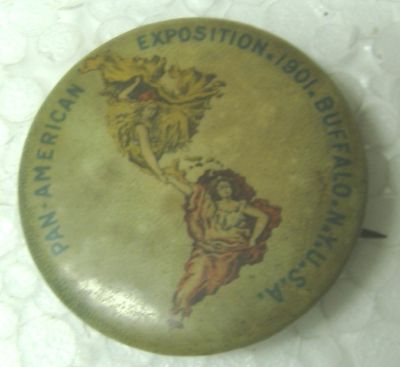 PAN-AMERICAN EXPOSITION. 1901. BUFFALO. N.Y. U.S.A.